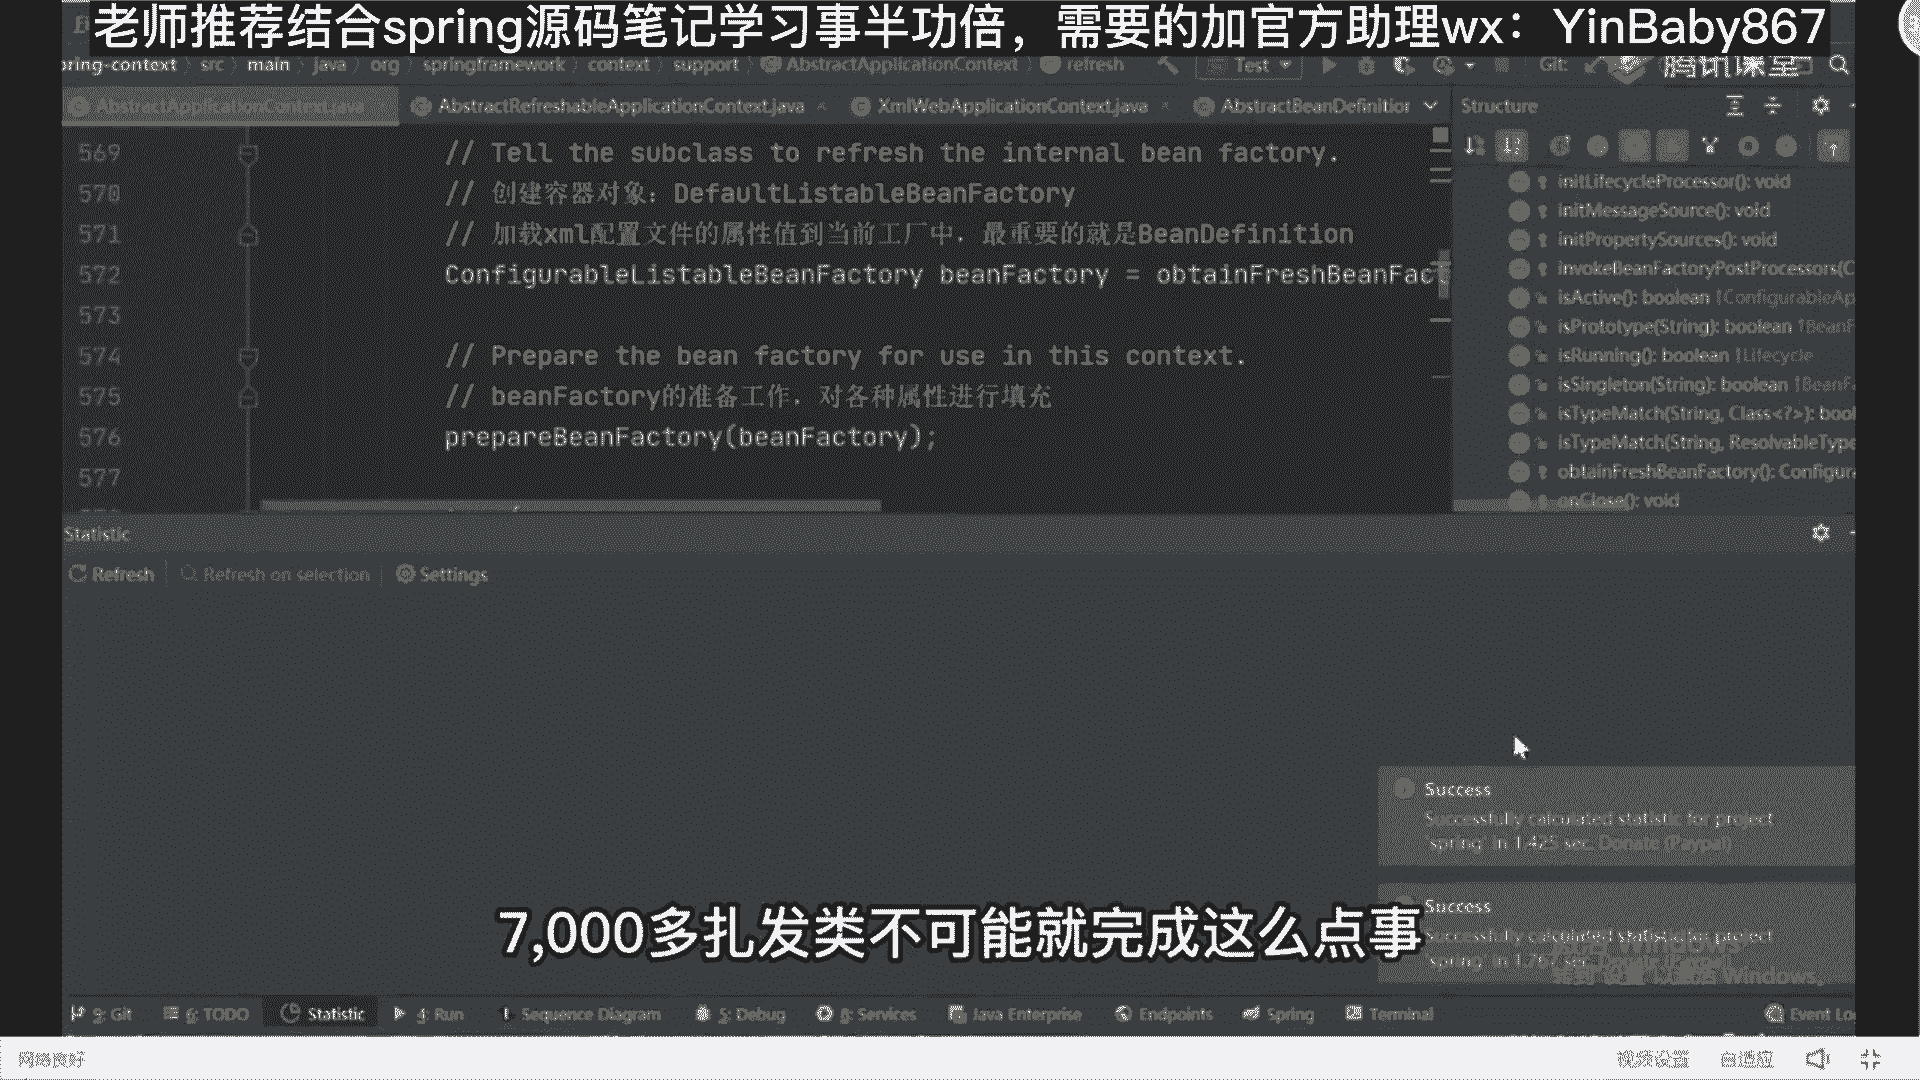 老师推荐结合spring源码笔记学习事半功倍，需要的加官方助理wx：YinBaby867
ring-context src main java org springframework context support AbstractApplicationContext refresh Test Git: 腾讯课堂
AbstractApplicationContext.java AbstractRefreshableApplicationContext.java XmlWebApplicationContext.java AbstractBeanDefinition Structure
569 // Tell the subclass to refresh the internal bean factory.
570 // 创建容器对象：DefaultListableBeanFactory
571 // 加载xml配置文件的属性值到当前工厂中，最重要的就是BeanDefinition
572 ConfigurableListableBeanFactory beanFactory = obtainFreshBeanFact
573
574 // Prepare the bean factory for use in this context.
575 // beanFactory的准备工作，对各种属性进行填充
576 prepareBeanFactory(beanFactory);
577
initLifecycleProcessor(): void
initMessageSource(): void
initPropertySources(): void
invokeBeanFactoryPostProcessors(C
isActive(): boolean ↑ConfigurableAp
isPrototype(String): boolean ↑BeanF
isRunning(): boolean ↑Lifecycle
isSingleton(String): boolean ↑BeanF
isTypeMatch(String, Class<?>): bool
isTypeMatch(String, ResolvableType
obtainFreshBeanFactory(): Configur
onClose(): void
Statistic
Refresh Refresh on selection Settings
Success
Successfully calculated statistic for project
'spring' in 1.425 sec. Donate (Paypal)
Success
Successfully calculated statistic for project
'spring' in 1.767 sec. Donate (Paypal)
Windows。
7,000多扎发类不可能就完成这么点事
9: Git 6: TODO Statistic 4: Run Sequence Diagram 5: Debug 8: Services Java Enterprise Endpoints Spring Terminal Event Lo
网络良好 视频设置 自适应